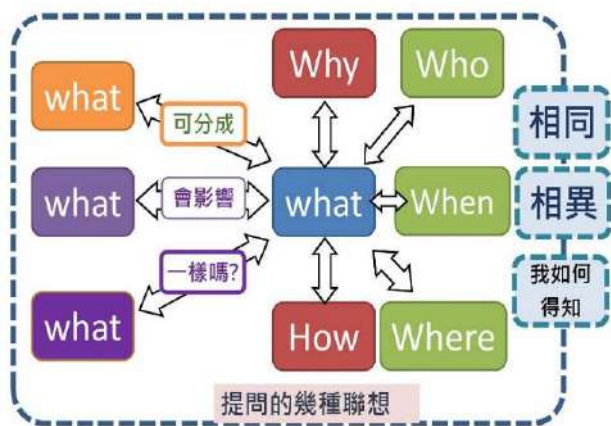 Why
Who
what
可分成
相同
what
會影響
what
When
相異
一樣嗎?
我如何
得知
what
How
Where
提問的幾種聯想